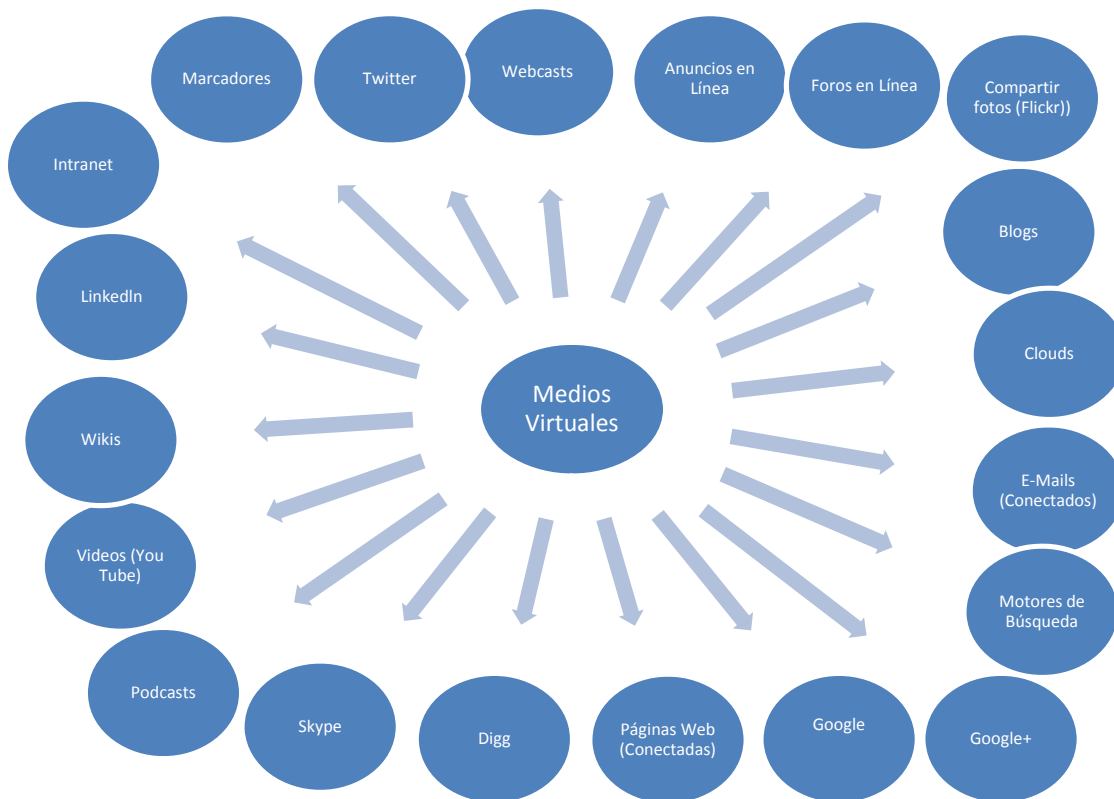 Marcadores
Twitter
Webcasts
Anuncios en
Línea
Foros en Línea
Compartir
fotos (Flickr))
Intranet
Blogs
LinkedIn
Clouds
Medios
Virtuales
Wikis
E-Mails
(Conectados)
Videos (You
Tube)
Motores de
Búsqueda
Podcasts
Skype
Digg
Páginas Web
(Conectadas)
Google
Google+